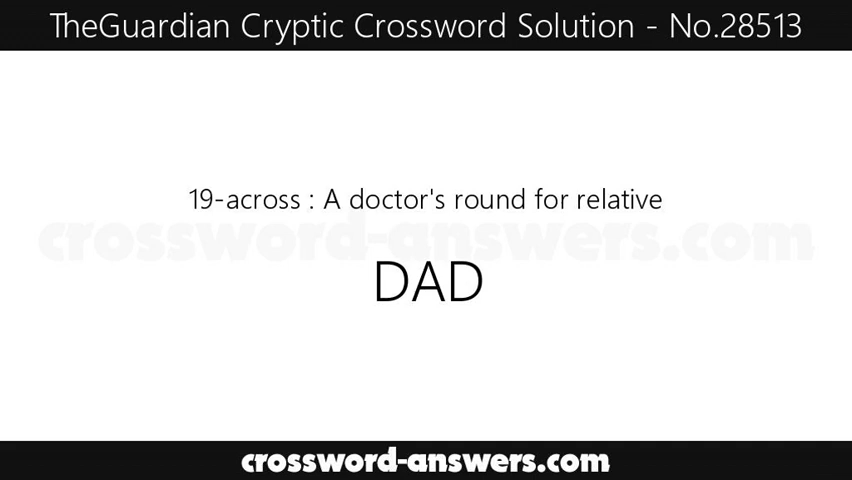 TheGuardian Cryptic Crossword Solution - No.28513
19-across : A doctor's round for relative
crossword-answers.com
DAD
crossword-answers.com